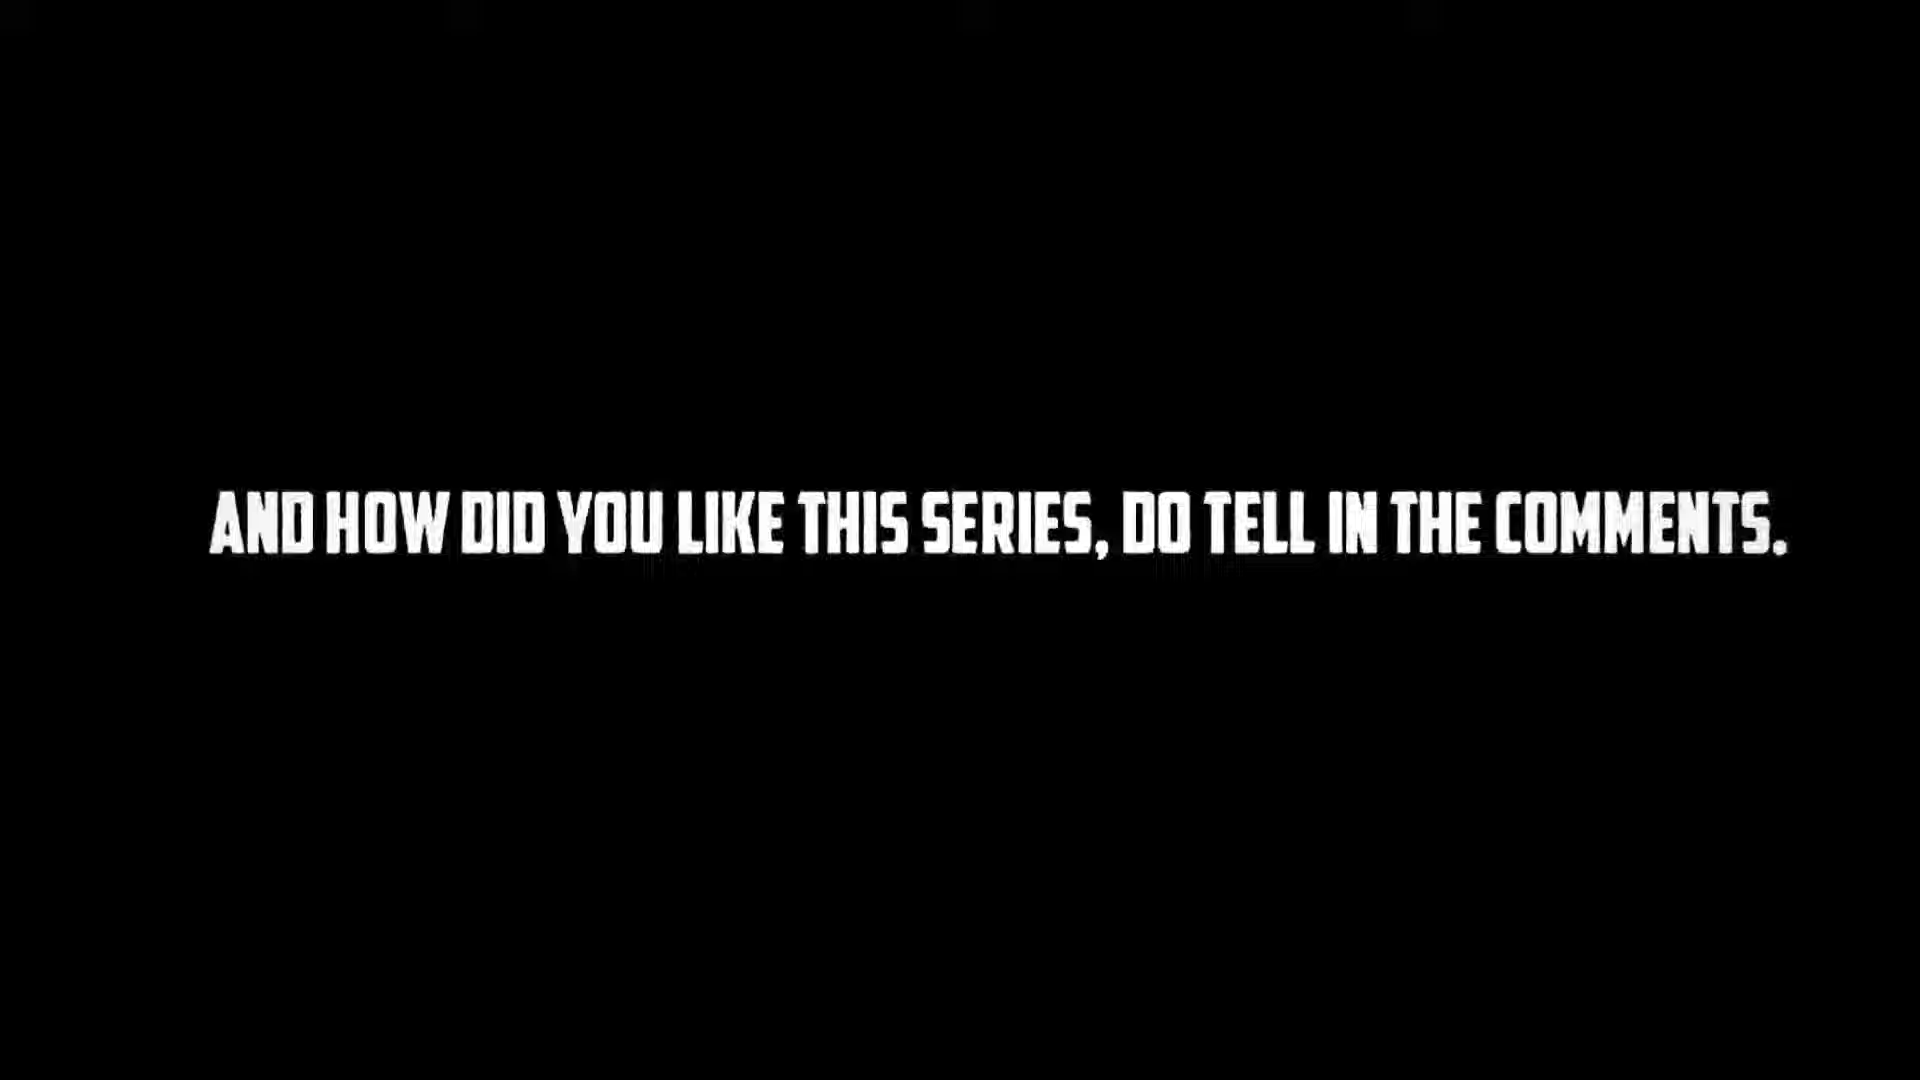 AND HOW DID YOU LIKE THIS SERIES, DO TELL IN THE COMMENTS.